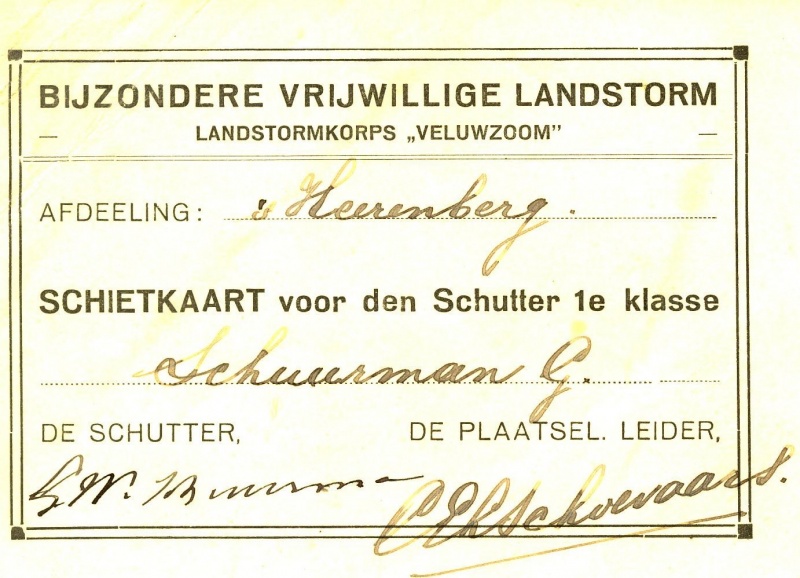 BIJZONDERE VRIJWILLIGE LANDSTORM
— LANDSTORMKORPS „VELUWZOOM” —
AFDEELING: 's Heerenberg.
SCHIETKAART voor den Schutter 1e klasse
Schuurman G.
DE SCHUTTER, DE PLAATSEL. LEIDER,